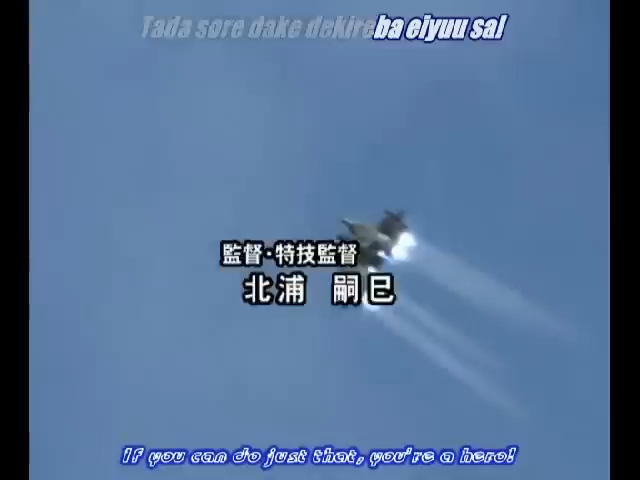 Tada sore dake dekireba eiyuu sa!
監督・特技監督
北浦 嗣巳
If you can do just that, you're a hero!